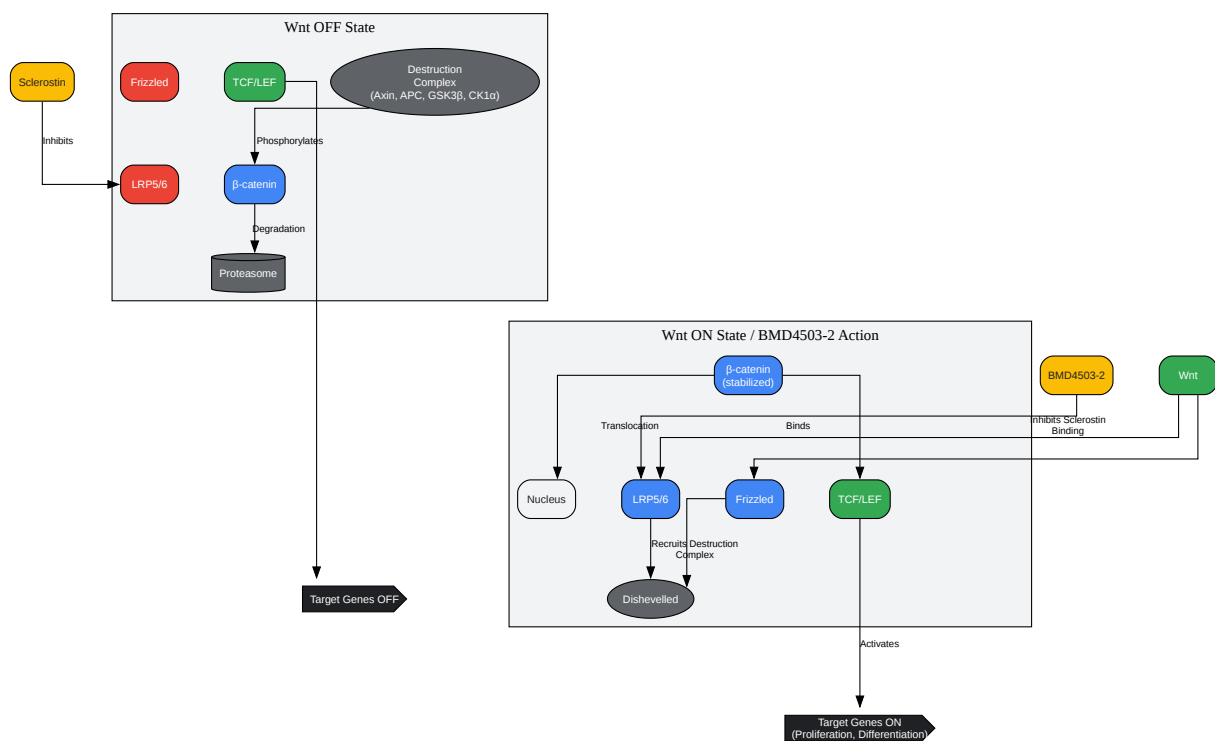 Wnt OFF State
Sclerostin
Frizzled
TCF/LEF
Destruction
Complex
(Axin, APC, GSK3β, CK1α)
Inhibits
Phosphorylates
LRP5/6
β-catenin
Degradation
Proteasome
Target Genes OFF
Wnt ON State / BMD4503-2 Action
β-catenin
(stabilized)
BMD4503-2
Wnt
Translocation
Binds
Inhibits Sclerostin
Binding
Nucleus
LRP5/6
Frizzled
TCF/LEF
Recruits Destruction
Complex
Dishevelled
Activates
Target Genes ON
(Proliferation, Differentiation)